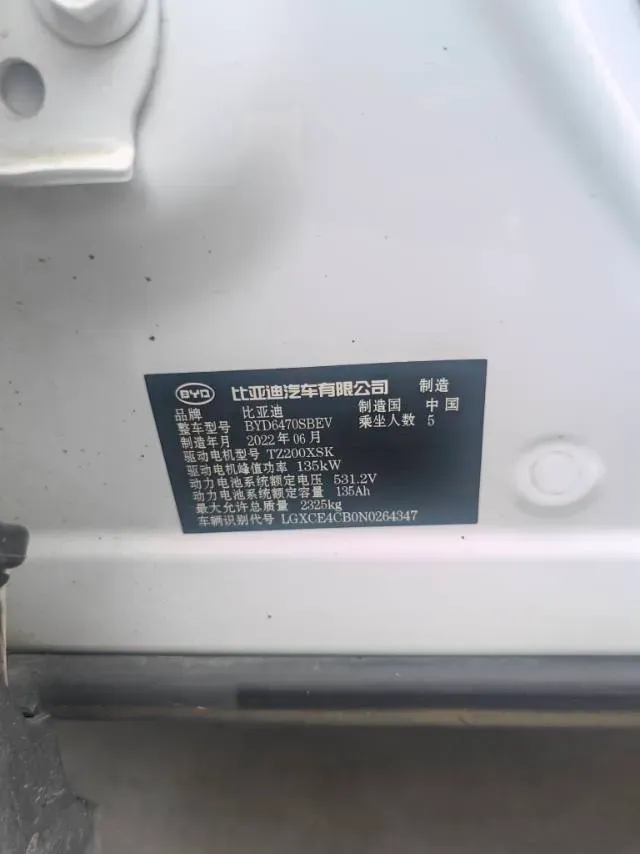 BYD 比亚迪汽车有限公司 制造
品牌 比亚迪 制造国 中国
整车型号 BYD6470SBEV 乘坐人数 5
制造年月 2022年06月
驱动电机型号 TZ200XSK
驱动电机峰值功率 135kW
动力电池系统额定电压 531.2V
动力电池系统额定容量 135Ah
最大允许总质量 2325kg
车辆识别代号 LGXCE4CB0N0264347